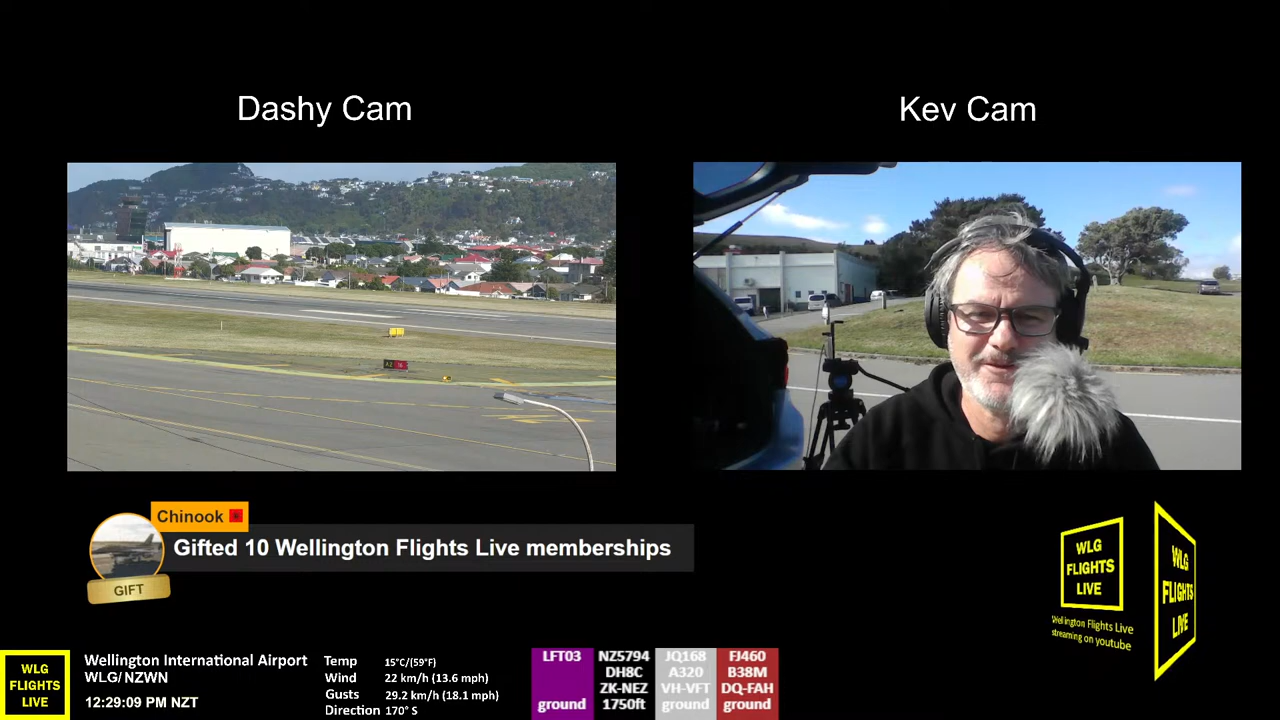 Dashy Cam
Kev Cam
Chinook
Gifted 10 Wellington Flights Live memberships
GIFT
WLG
FLIGHTS
LIVE
WLG
FLIGHTS
LIVE
Wellington Flights Live
streaming on youtube
WLG
FLIGHTS
LIVE
Wellington International Airport
WLG/NZWN
12:29:09 PM NZT
Temp 15°C/(59°F)
Wind 22 km/h (13.6 mph)
Gusts 29.2 km/h (18.1 mph)
Direction 170° S
LFT03
ground
NZ5794
DH8C
ZK-NEZ
1750ft
JQ168
A320
VH-VFT
ground
FJ460
B38M
DQ-FAH
ground